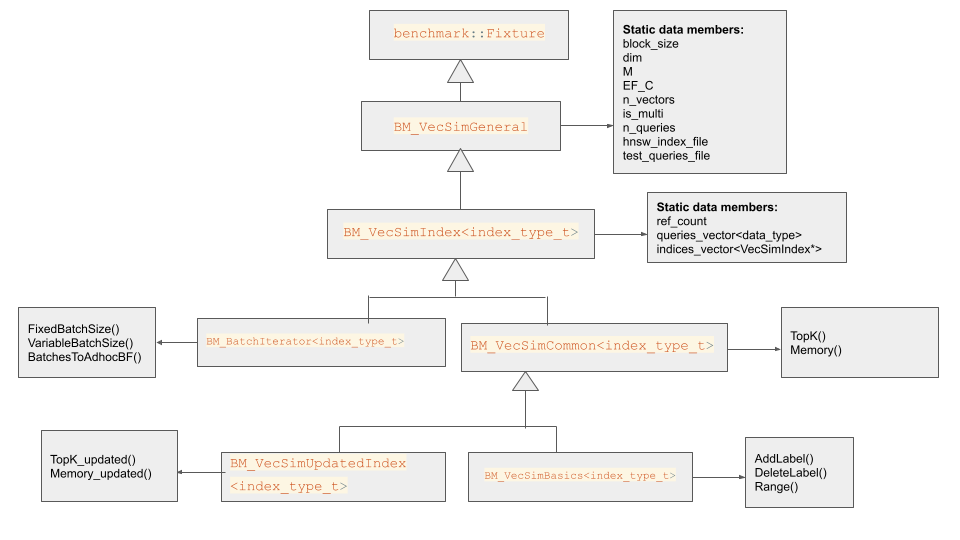 benchmark::Fixture
Static data members:
block_size
dim
M
EF_C
n_vectors
is_multi
n_queries
hnsw_index_file
test_queries_file
BM_VecSimGeneral
Static data members:
ref_count
queries_vector<data_type>
indices_vector<VecSimIndex*>
BM_VecSimIndex<index_type_t>
FixedBatchSize()
VariableBatchSize()
BatchesToAdhocBF()
BM_BatchIterator<index_type_t>
BM_VecSimCommon<index_type_t>
TopK()
Memory()
TopK_updated()
Memory_updated()
BM_VecSimUpdatedIndex
<index_type_t>
BM_VecSimBasics<index_type_t>
AddLabel()
DeleteLabel()
Range()